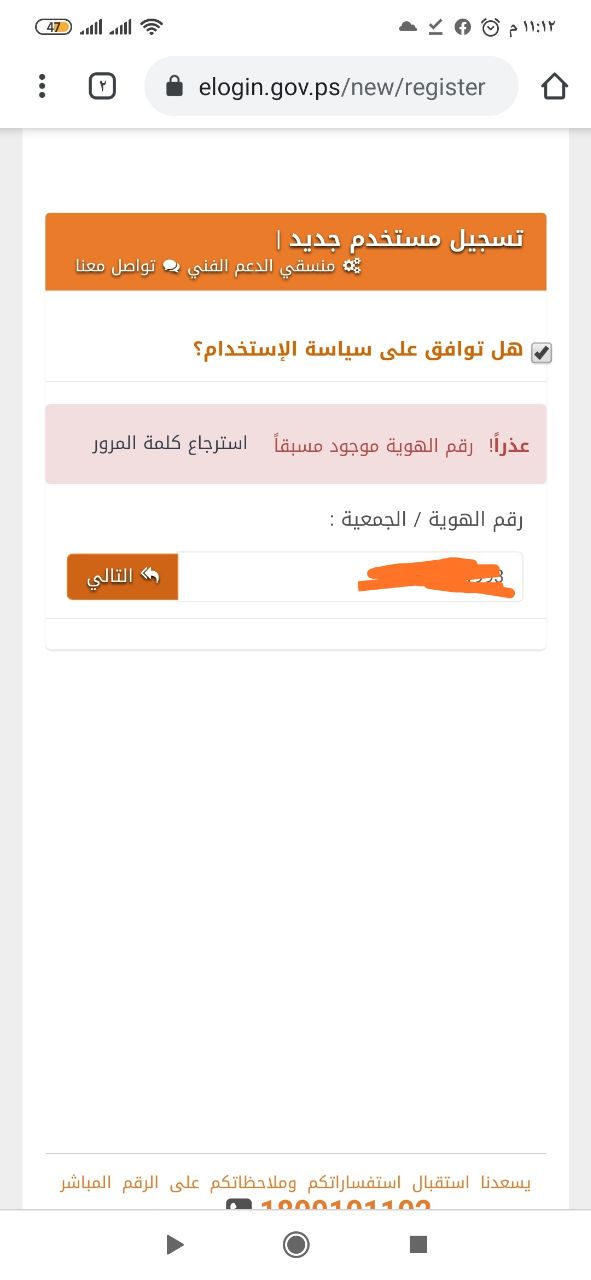 ١١:١٢ م
47
elogin.gov.ps/new/register
٢
تسجيل مستخدم جديد |
منسقي الدعم الفني تواصل معنا
هل توافق على سياسة الإستخدام؟
عذراً! رقم الهوية موجود مسبقاً استرجاع كلمة المرور
رقم الهوية / الجمعية :
التالي
يسعدنا استقبال استفساراتكم وملاحظاتكم على الرقم المباشر